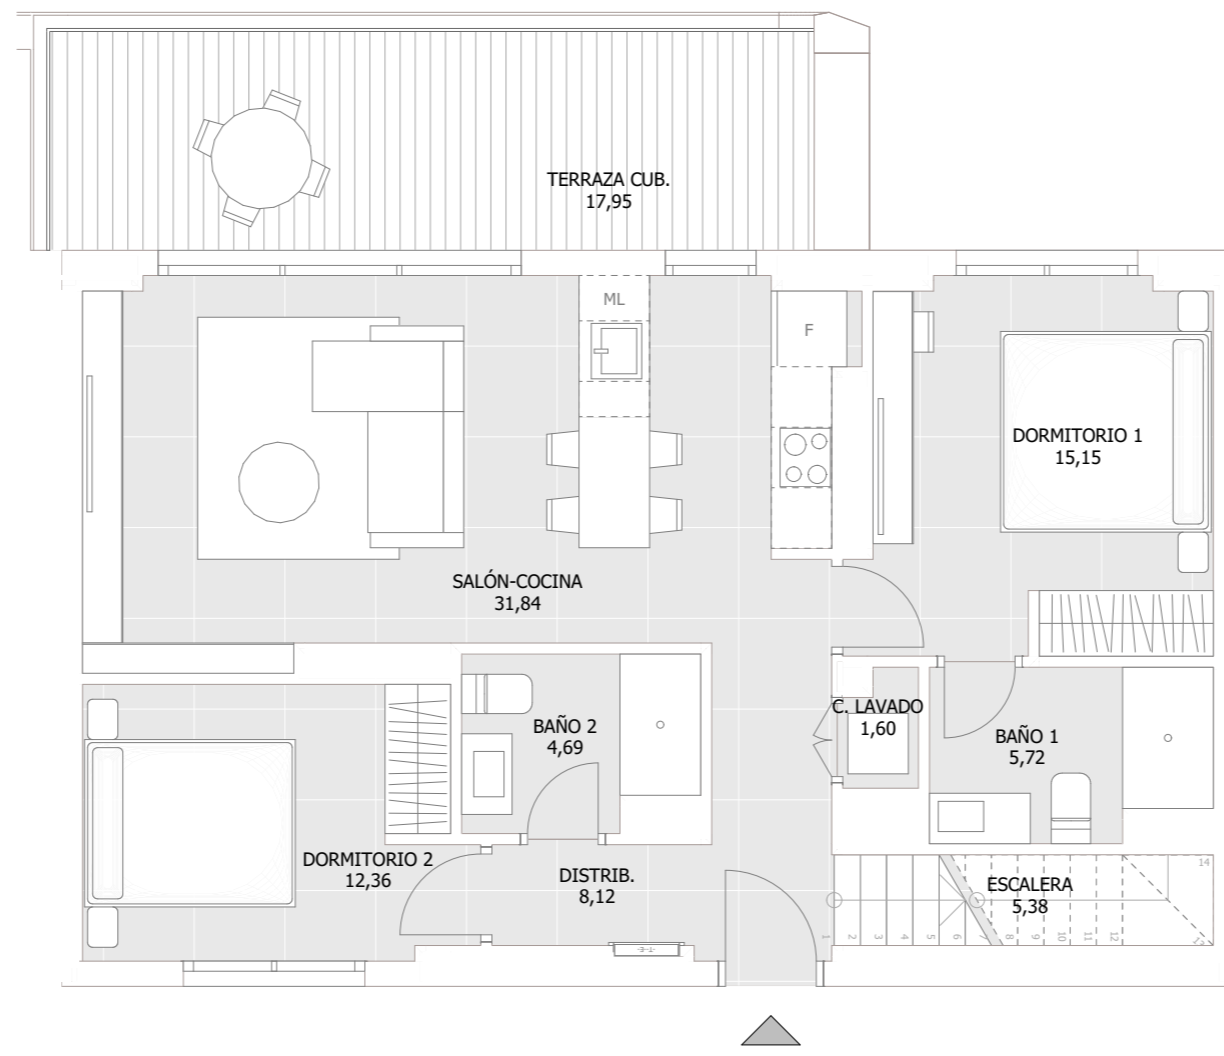 TERRAZA CUB.
17,95
ML
F
DORMITORIO 1
15,15
SALÓN-COCINA
31,84
C. LAVADO
1,60
BAÑO 2
4,69
BAÑO 1
5,72
DORMITORIO 2
12,36
DISTRIB.
8,12
ESCALERA
5,38
14
1
2
3
4
5
6
7
8
9
10
11
12
13
-T-E-